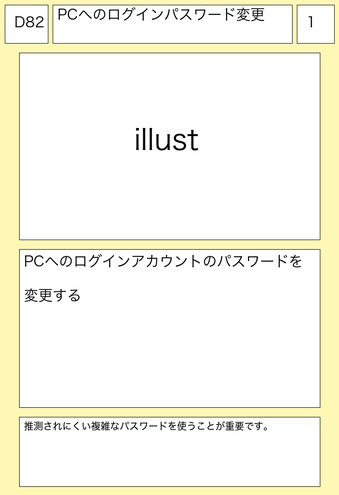 D82
PCへのログインパスワード変更
1
illust
PCへのログインアカウントのパスワードを
変更する
推測されにくい複雑なパスワードを使うことが重要です。